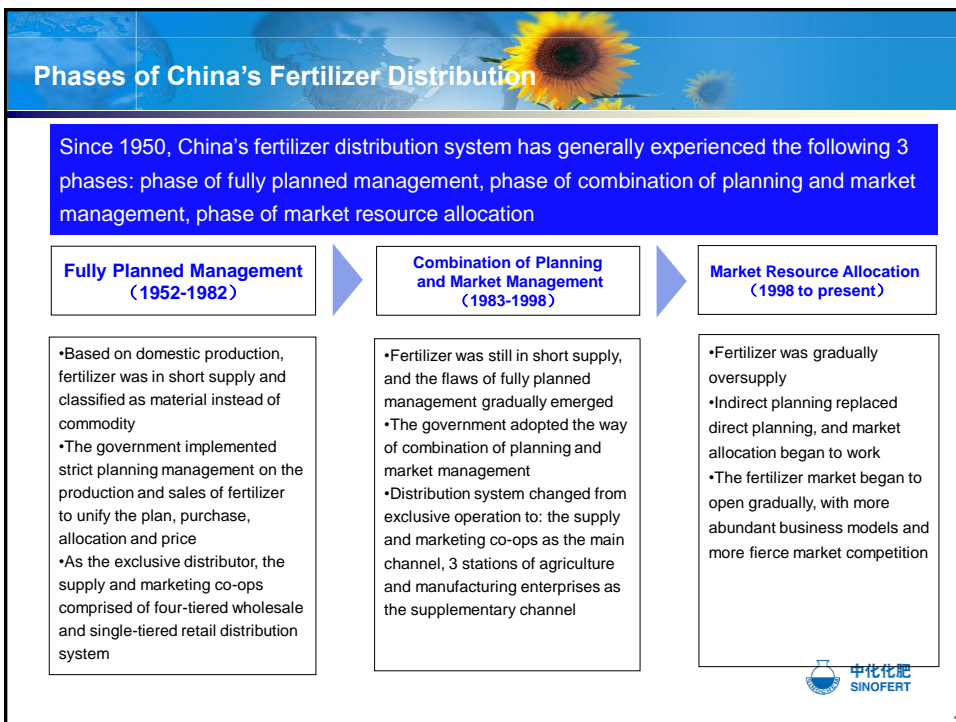 Phases of China's Fertilizer Distribution
Since 1950, China's fertilizer distribution system has generally experienced the following 3
phases: phase of fully planned management, phase of combination of planning and market
management, phase of market resource allocation
Fully Planned Management
（1952-1982）
Combination of Planning
and Market Management
（1983-1998）
Market Resource Allocation
（1998 to present）
•Based on domestic production,
fertilizer was in short supply and
classified as material instead of
commodity
•The government implemented
strict planning management on the
production and sales of fertilizer
to unify the plan, purchase,
allocation and price
•As the exclusive distributor, the
supply and marketing co-ops
comprised of four-tiered wholesale
and single-tiered retail distribution
system
•Fertilizer was still in short supply,
and the flaws of fully planned
management gradually emerged
•The government adopted the way
of combination of planning and
market management
•Distribution system changed from
exclusive operation to: the supply
and marketing co-ops as the main
channel, 3 stations of agriculture
and manufacturing enterprises as
the supplementary channel
•Fertilizer was gradually
oversupply
•Indirect planning replaced
direct planning, and market
allocation began to work
•The fertilizer market began to
open gradually, with more
abundant business models and
more fierce market competition
中化化肥
SINOFERT